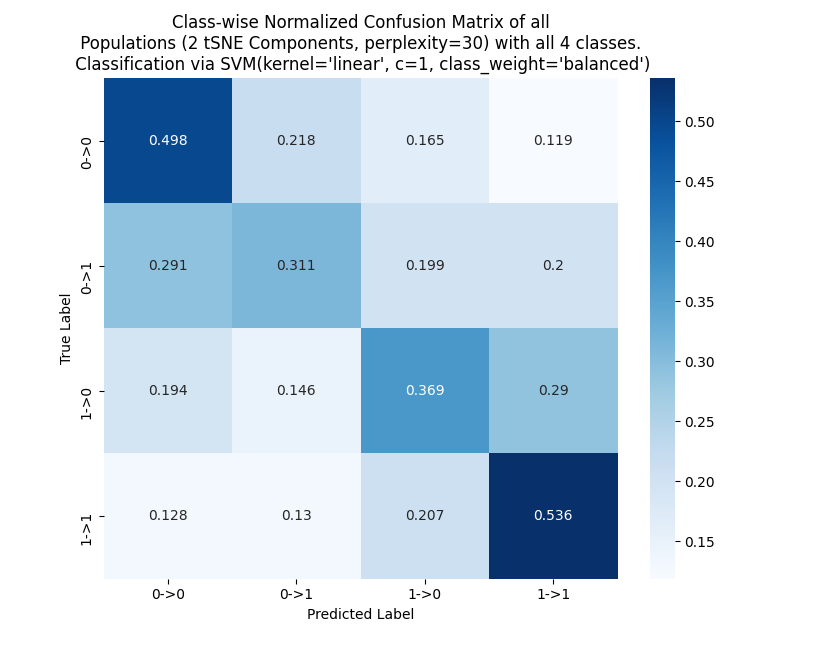 Class-wise Normalized Confusion Matrix of all
Populations (2 tSNE Components, perplexity=30) with all 4 classes.
Classification via SVM(kernel='linear', c=1, class_weight='balanced')
True Label
0->0 0.498 0.218 0.165 0.119
0->1 0.291 0.311 0.199 0.2
1->0 0.194 0.146 0.369 0.29
1->1 0.128 0.13 0.207 0.536
0->0 0->1 1->0 1->1
Predicted Label
0.50
0.45
0.40
0.35
0.30
0.25
0.20
0.15